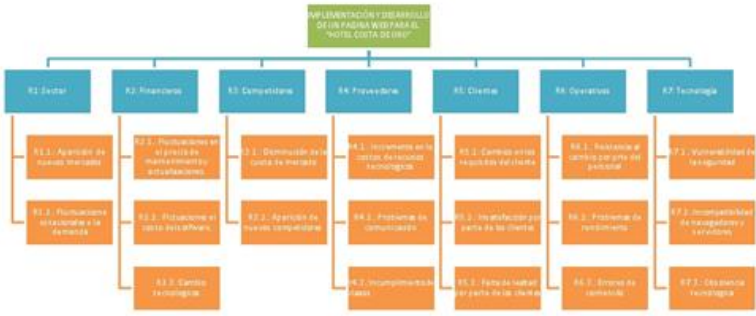 IMPLEMENTACIÓN Y DESARROLLO
DE UN PAGINA WEB PARA EL
"HOTEL COSTA DE ORO"
R1: Sector
R2: Financieros
R3: Competidores
R4: Proveedores
R5: Clientes
R6: Operativos
R7: Tecnología
R1.1.: Aparición de
nuevos mercados
R2.1.: Fluctuaciones en
el precio de
mantenimiento y
actualizaciones
R3.1.: Disminución de la
cuota de mercado
R4.1.: Incremento en los
costos de recursos
tecnológicos
R5.1: Cambios en los
requisitos del cliente
R6.1.: Resistencia al
cambio por parte del
personal
R7.1.: Vulnerabilidad de
la seguridad
R1.2.: Fluctuaciones
estacionales a la
demanda
R2.2.: Fluctuaciones el
costo del software
R3.2.: Aparición de
nuevos competidores
R4.2.: Problemas de
comunicación
R5.2.: Insatisfacción por
parte de los clientes
R6.2.: Problemas de
rendimiento
R7.2.: Incompatibilidad
de navegadores y
servidores
R2.3.: Cambio
tecnologico
R4.3.: Incumplimiento de
plazos
R5.3.: Falta de lealtad
por parte de los clientes
R6.3.: Errores de
contenido
R7.3.: Obsolencia
tecnologica